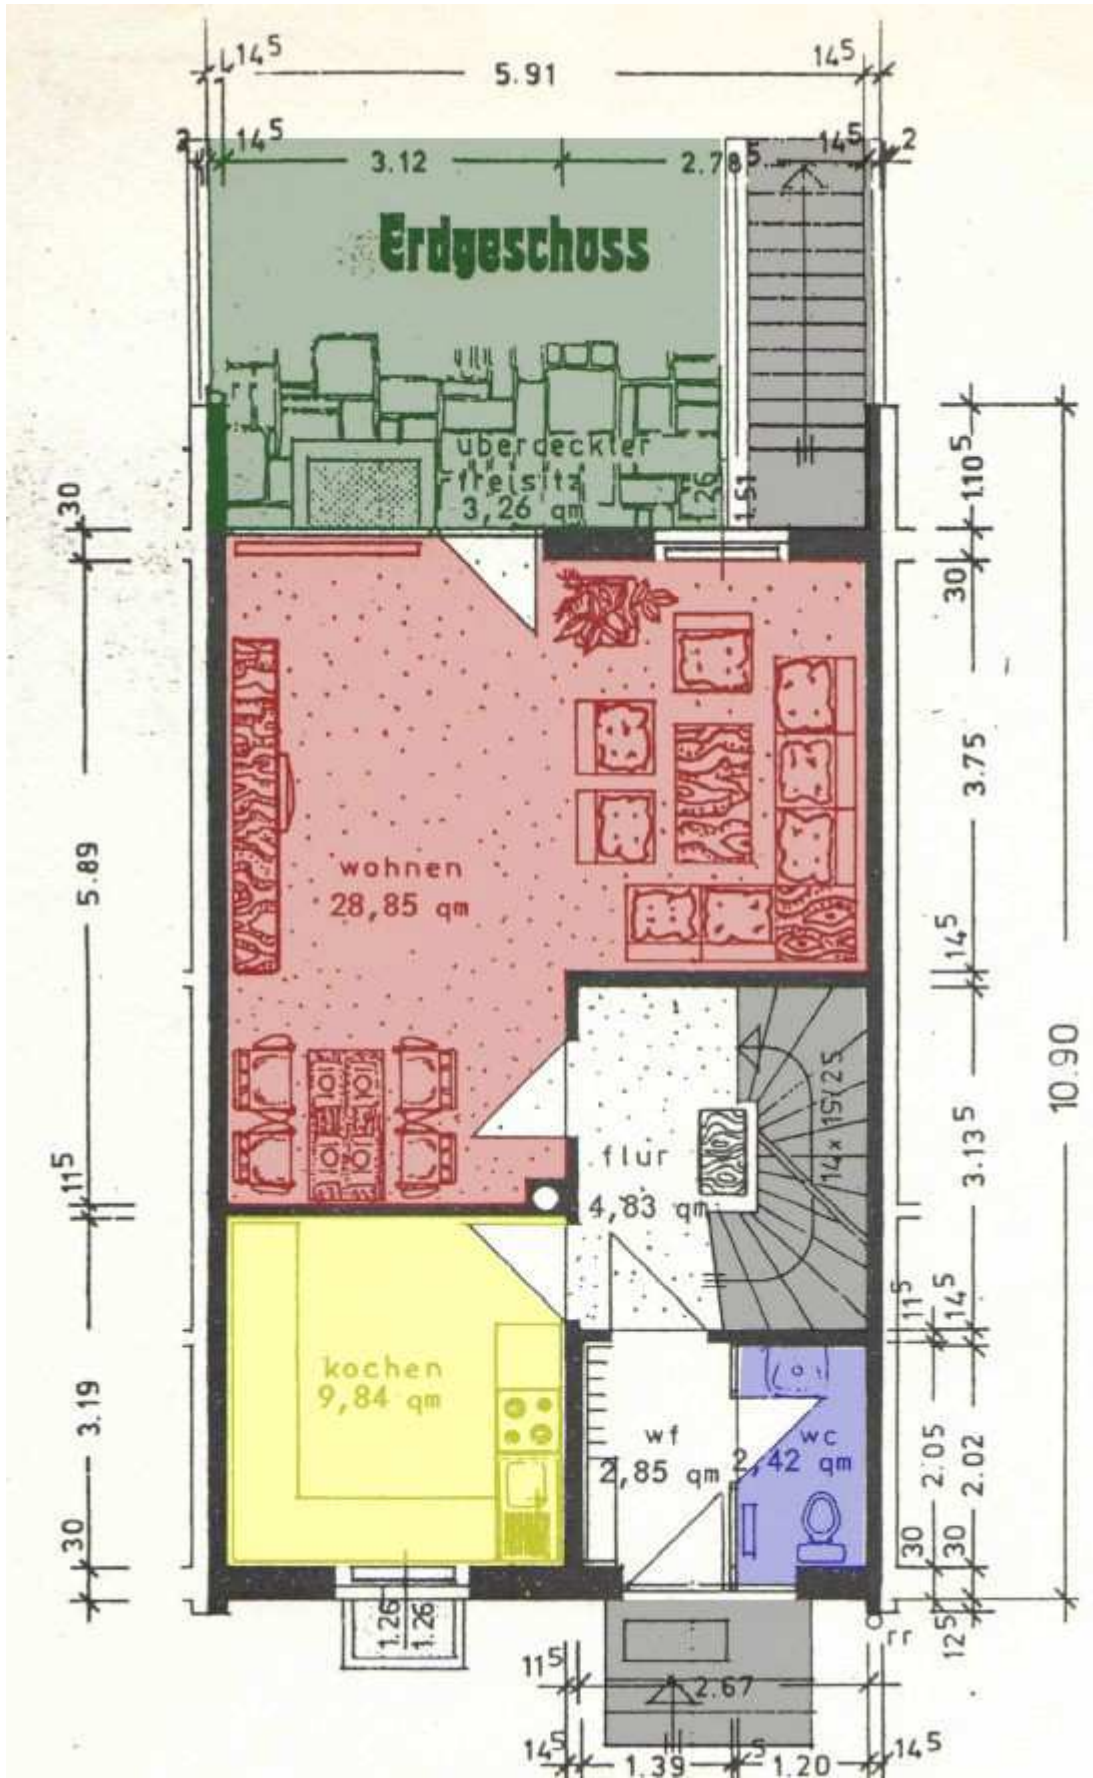 14⁵
5.91
14⁵
2
14⁵
3.12
2.78⁵
14⁵
2
Erdgeschoss
überdeckter
freisitz
3,26 qm
1.26
1.51
30
1.10⁵
30
wohnen
28,85 qm
5.89
3.75
14⁵
10.90
flur
4,83 qm
14 x 15/25
11⁵
3.13⁵
kochen
9,84 qm
wf
2,85 qm
wc
2,42 qm
11⁵
14⁵
3.19
2.05
2.02
30
30
30
1.26
1.26
12⁵
rr
11⁵
2.67
14⁵
1.39
5
1.20
14⁵